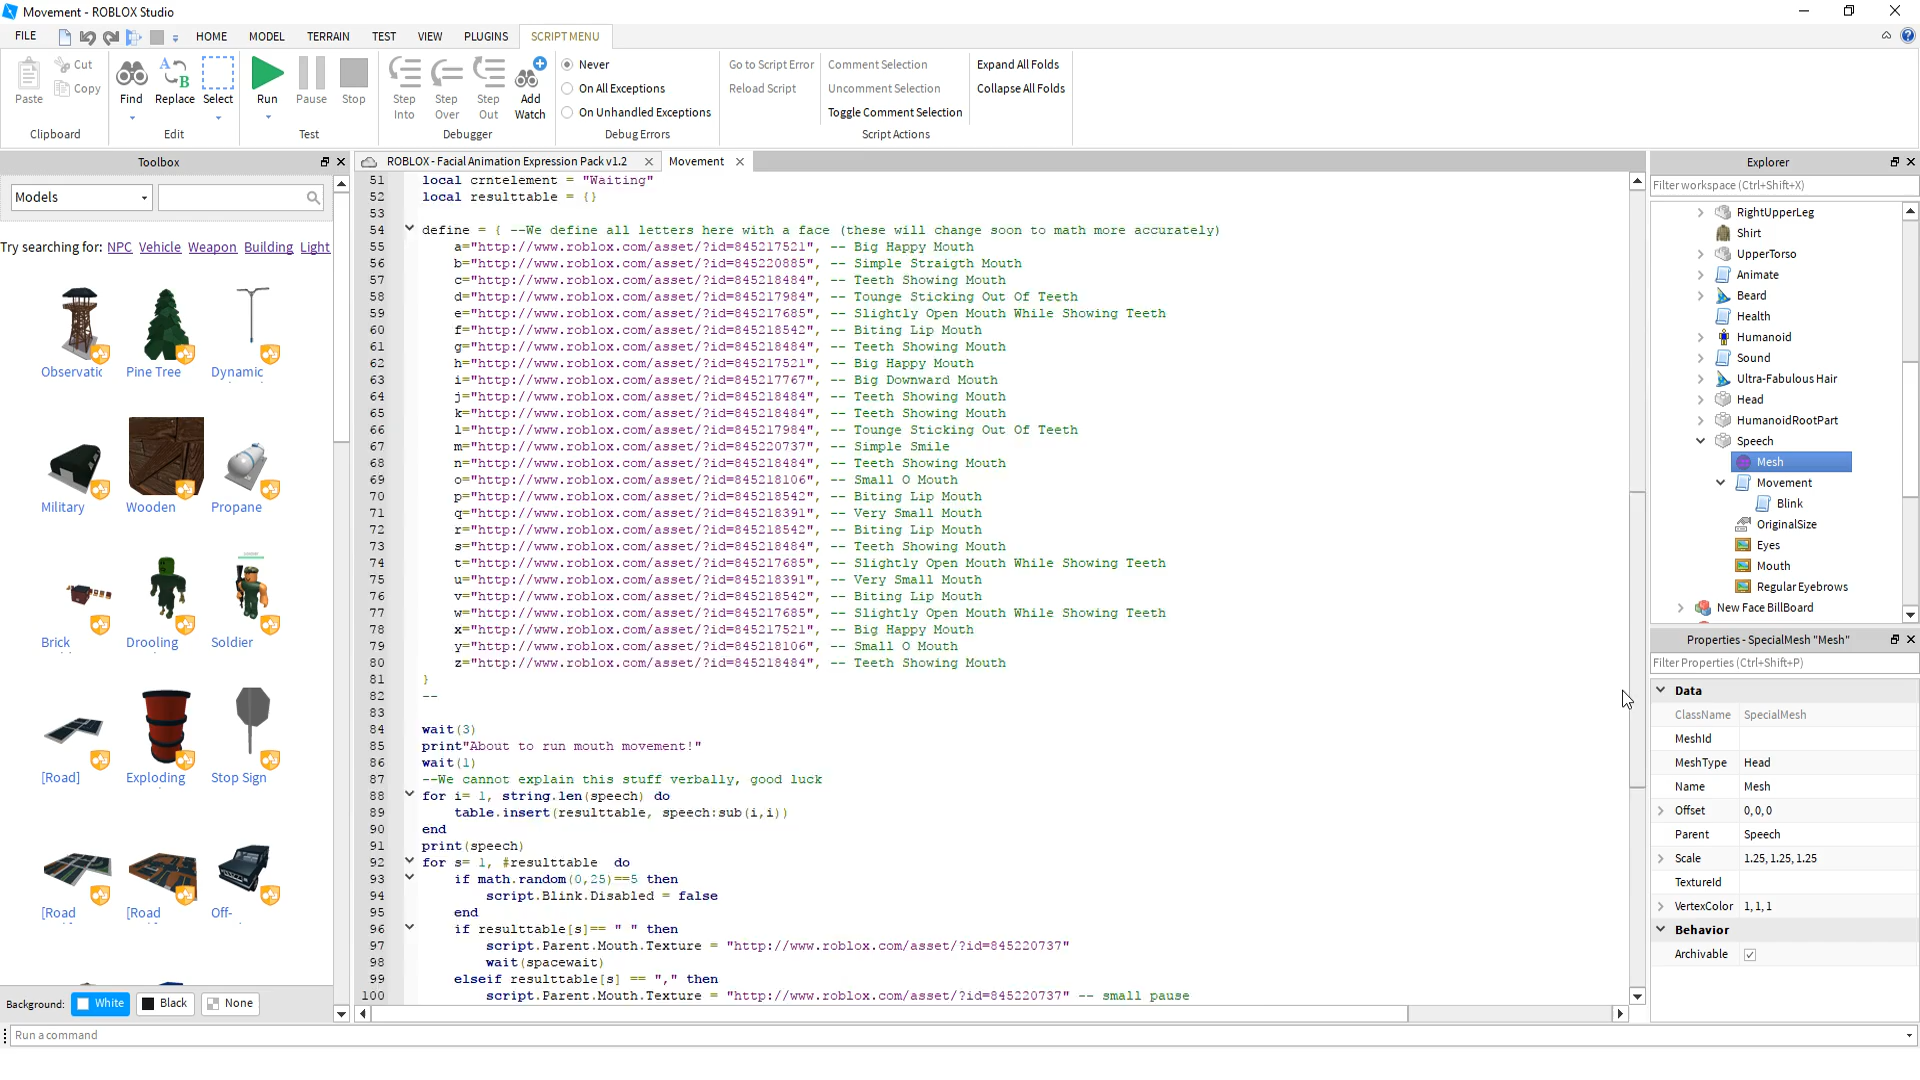 Movement - ROBLOX Studio
FILE HOME MODEL TERRAIN TEST VIEW PLUGINS SCRIPT MENU
Paste
Cut
Copy
Clipboard
Find Replace Select
Edit
Run Pause Stop
Test
Step Into
Step Over
Step Out
Add Watch
Debugger
Never
On All Exceptions
On Unhandled Exceptions
Debug Errors
Go to Script Error
Reload Script
Comment Selection
Uncomment Selection
Toggle Comment Selection
Script Actions
Expand All Folds
Collapse All Folds
Toolbox
Models
Try searching for: NPC Vehicle Weapon Building Light
Observatic Pine Tree Dynamic
Military Wooden Propane
Brick Drooling Soldier
[Road] Exploding Stop Sign
[Road [Road Off-
Background: White Black None
Run a command
ROBLOX - Facial Animation Expression Pack v1.2
Movement
51 local crntelement = "Waiting"
52 local resulttable = {}
53
54 define = { --We define all letters here with a face (these will change soon to math more accurately)
55 a="http://www.roblox.com/asset/?id=845217521", -- Big Happy Mouth
56 b="http://www.roblox.com/asset/?id=845220885", -- Simple Straigth Mouth
57 c="http://www.roblox.com/asset/?id=845218484", -- Teeth Showing Mouth
58 d="http://www.roblox.com/asset/?id=845217984", -- Tounge Sticking Out Of Teeth
59 e="http://www.roblox.com/asset/?id=845217685", -- Slightly Open Mouth While Showing Teeth
60 f="http://www.roblox.com/asset/?id=845218542", -- Biting Lip Mouth
61 g="http://www.roblox.com/asset/?id=845218484", -- Teeth Showing Mouth
62 h="http://www.roblox.com/asset/?id=845217521", -- Big Happy Mouth
63 i="http://www.roblox.com/asset/?id=845217767", -- Big Downward Mouth
64 j="http://www.roblox.com/asset/?id=845218484", -- Teeth Showing Mouth
65 k="http://www.roblox.com/asset/?id=845218484", -- Teeth Showing Mouth
66 l="http://www.roblox.com/asset/?id=845217984", -- Tounge Sticking Out Of Teeth
67 m="http://www.roblox.com/asset/?id=845220737", -- Simple Smile
68 n="http://www.roblox.com/asset/?id=845218484", -- Teeth Showing Mouth
69 o="http://www.roblox.com/asset/?id=845218106", -- Small O Mouth
70 p="http://www.roblox.com/asset/?id=845218542", -- Biting Lip Mouth
71 q="http://www.roblox.com/asset/?id=845218391", -- Very Small Mouth
72 r="http://www.roblox.com/asset/?id=845218542", -- Biting Lip Mouth
73 s="http://www.roblox.com/asset/?id=845218484", -- Teeth Showing Mouth
74 t="http://www.roblox.com/asset/?id=845217685", -- Slightly Open Mouth While Showing Teeth
75 u="http://www.roblox.com/asset/?id=845218391", -- Very Small Mouth
76 v="http://www.roblox.com/asset/?id=845218542", -- Biting Lip Mouth
77 w="http://www.roblox.com/asset/?id=845217685", -- Slightly Open Mouth While Showing Teeth
78 x="http://www.roblox.com/asset/?id=845217521", -- Big Happy Mouth
79 y="http://www.roblox.com/asset/?id=845218106", -- Small O Mouth
80 z="http://www.roblox.com/asset/?id=845218484", -- Teeth Showing Mouth
81 }
82 --
83
84 wait(3)
85 print"About to run mouth movement!"
86 wait(1)
87 --We cannot explain this stuff verbally, good luck
88 for i= 1, string.len(speech) do
89 table.insert(resulttable, speech:sub(i,i))
90 end
91 print(speech)
92 for s= 1, #resulttable do
93 if math.random(0,25)==5 then
94 script.Blink.Disabled = false
95 end
96 if resulttable[s]== " " then
97 script.Parent.Mouth.Texture = "http://www.roblox.com/asset/?id=845220737"
98 wait(spacewait)
99 elseif resulttable[s] == "," then
100 script.Parent.Mouth.Texture = "http://www.roblox.com/asset/?id=845220737" -- small pause
Explorer
Filter workspace (Ctrl+Shift+X)
RightUpperLeg
Shirt
UpperTorso
Animate
Beard
Health
Humanoid
Sound
Ultra-Fabulous Hair
Head
HumanoidRootPart
Speech
Mesh
Movement
Blink
OriginalSize
Eyes
Mouth
Regular Eyebrows
New Face BillBoard
Properties - SpecialMesh "Mesh"
Filter Properties (Ctrl+Shift+P)
Data
ClassName SpecialMesh
MeshId
MeshType Head
Name Mesh
Offset 0, 0, 0
Parent Speech
Scale 1.25, 1.25, 1.25
TextureId
VertexColor 1, 1, 1
Behavior
Archivable